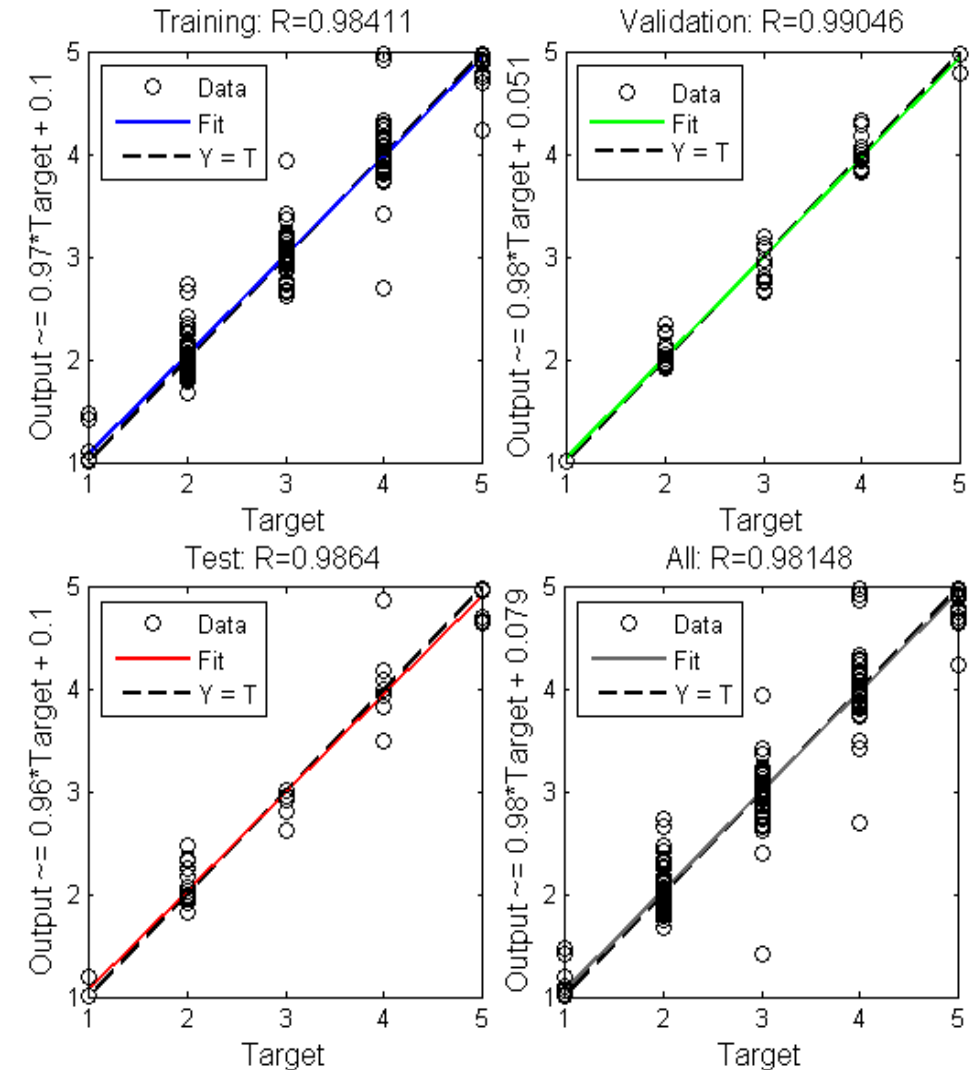 Training: R=0.98411
Output ~= 0.97*Target + 0.1
Data
Fit
Y = T
5
4
3
2
1
1 2 3 4 5
Target
Validation: R=0.99046
Output ~= 0.98*Target + 0.051
Data
Fit
Y = T
5
4
3
2
1
1 2 3 4 5
Target
Test: R=0.9864
Output ~= 0.96*Target + 0.1
Data
Fit
Y = T
5
4
3
2
1
1 2 3 4 5
Target
All: R=0.98148
Output ~= 0.98*Target + 0.079
Data
Fit
Y = T
5
4
3
2
1
1 2 3 4 5
Target